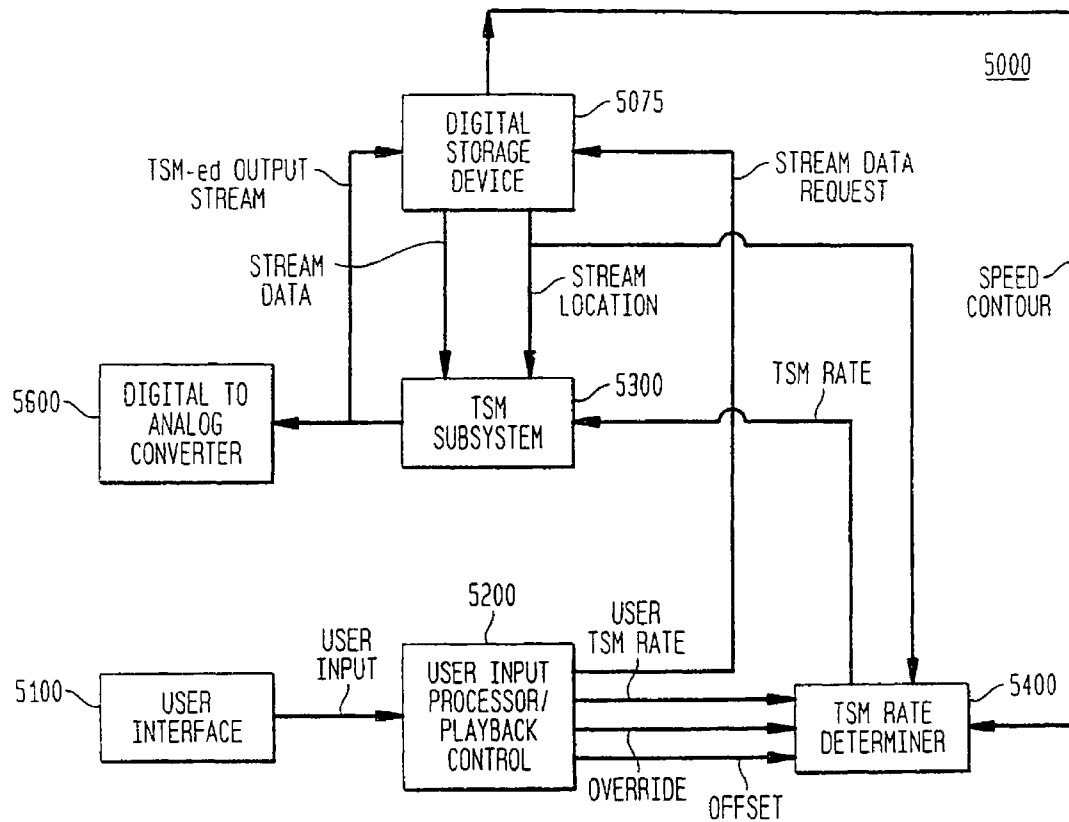 5000
5075
DIGITAL
STORAGE
DEVICE
TSM-ed OUTPUT
STREAM
STREAM DATA
REQUEST
STREAM
DATA
STREAM
LOCATION
SPEED
CONTOUR
5600
DIGITAL TO
ANALOG
CONVERTER
5300
TSM
SUBSYSTEM
TSM RATE
5200
USER
INPUT
USER
TSM RATE
5100
USER
INTERFACE
USER INPUT
PROCESSOR/
PLAYBACK
CONTROL
5400
TSM RATE
DETERMINER
OVERRIDE
OFFSET